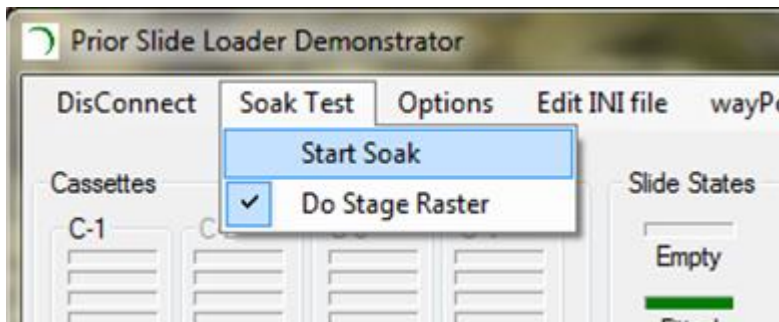 Prior Slide Loader Demonstrator
DisConnect Soak Test Options Edit INI file
Start Soak
Do Stage Raster
Cassettes
Slide States
C-1
Empty